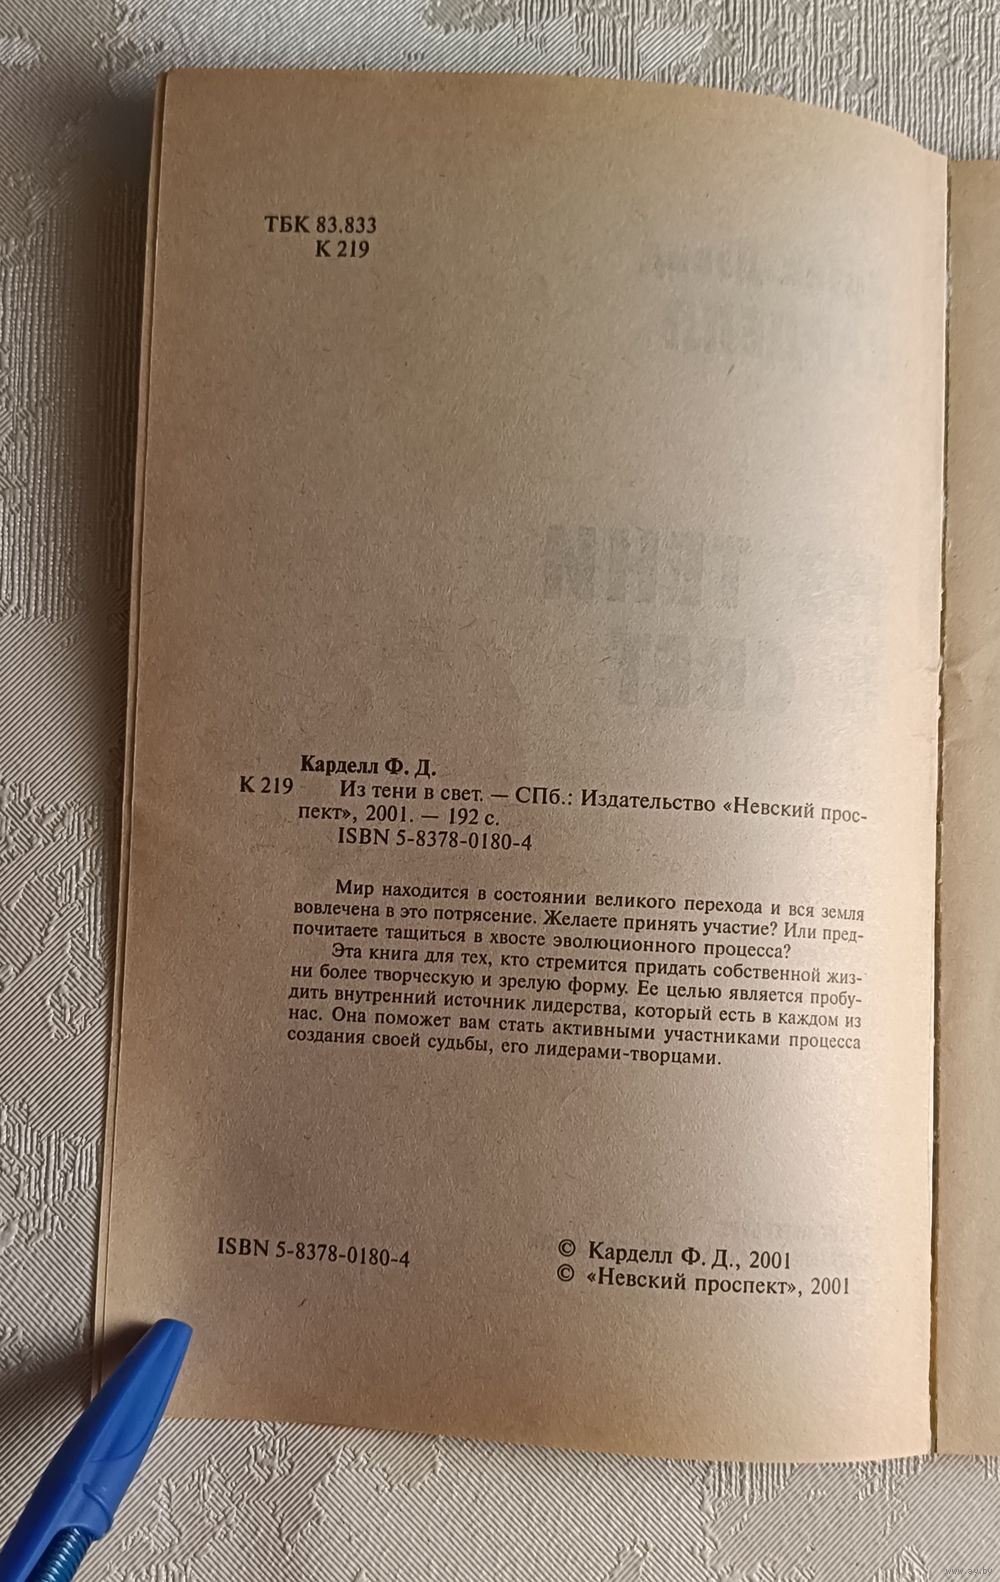 ТБК 83.833
К 219
Карделл Ф. Д.
К 219 Из тени в свет. — СПб.: Издательство «Невский прос-
пект», 2001. — 192 с.
ISBN 5-8378-0180-4
Мир находится в состоянии великого перехода и вся земля
вовлечена в это потрясение. Желаете принять участие? Или пред-
почитаете тащиться в хвосте эволюционного процесса?
Эта книга для тех, кто стремится придать собственной жиз-
ни более творческую и зрелую форму. Ее целью является пробу-
дить внутренний источник лидерства, который есть в каждом из
нас. Она поможет вам стать активными участниками процесса
создания своей судьбы, его лидерами-творцами.
ISBN 5-8378-0180-4
© Карделл Ф. Д., 2001
© «Невский проспект», 2001
www.ay.by